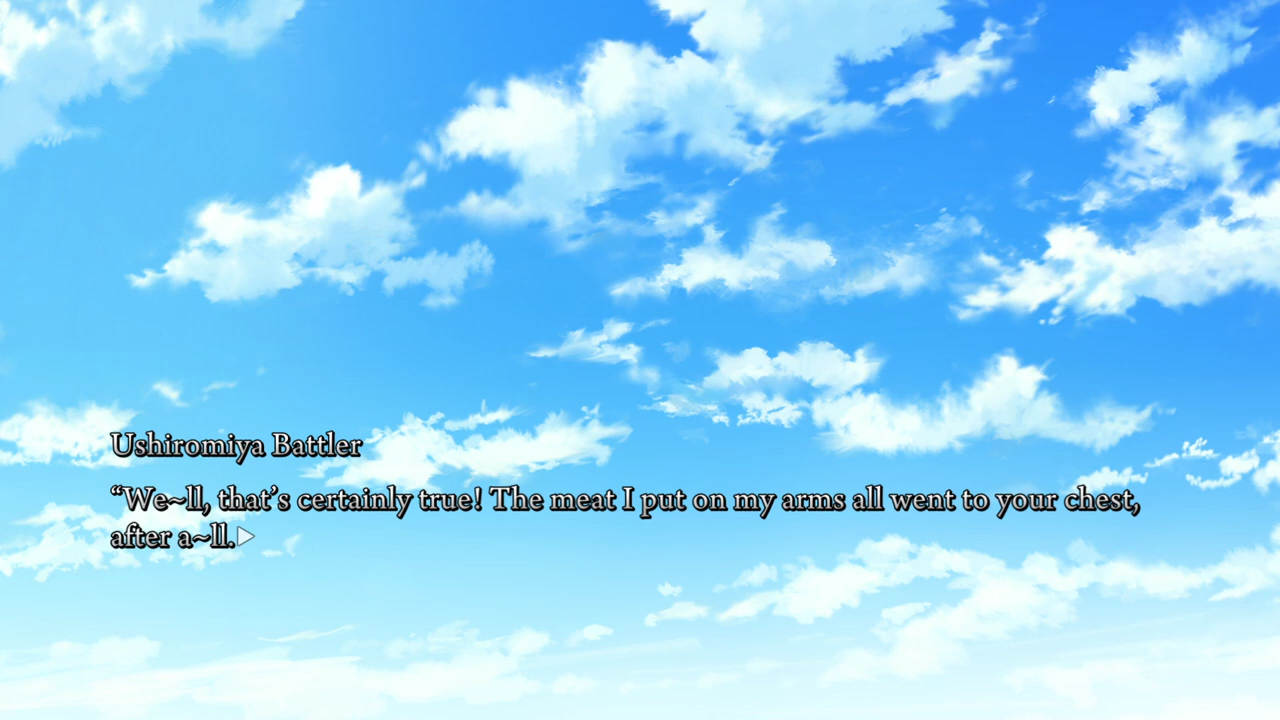 Ushiromiya Battler
“We~ll, that’s certainly true! The meat I put on my arms all went to your chest,
after a~ll.